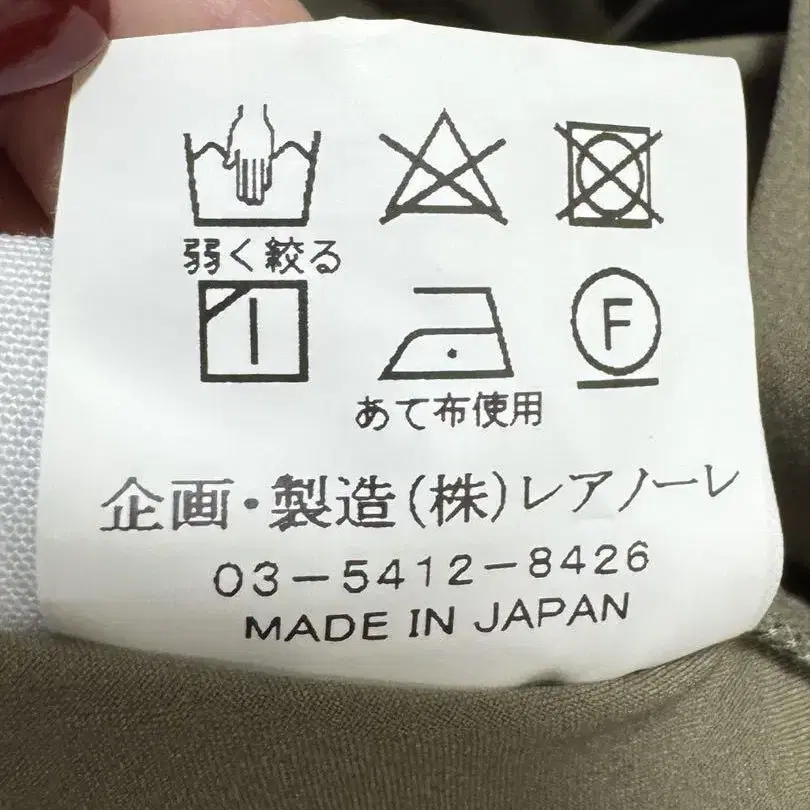 弱く絞る
F
あて布使用
企画・製造(株)レアノーレ
03-5412-8426
MADE IN JAPAN